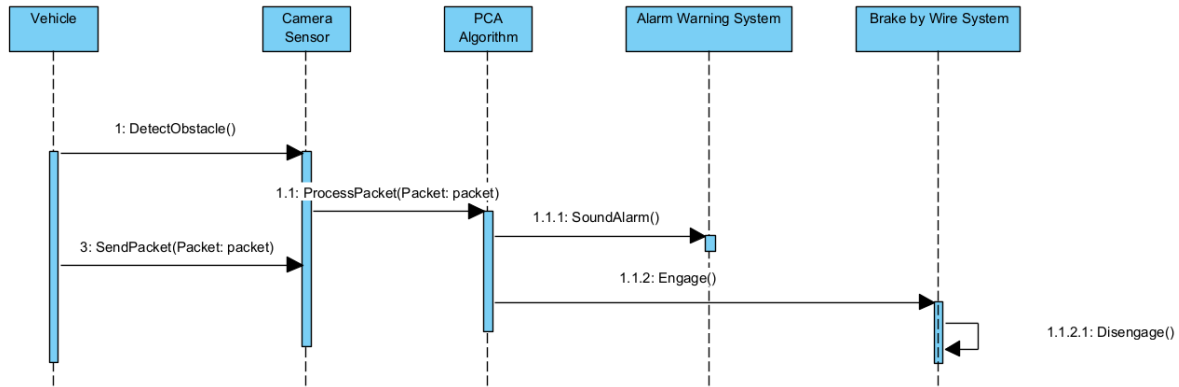 Vehicle
Camera
Sensor
PCA
Algorithm
Alarm Warning System
Brake by Wire System
1: DetectObstacle()
1.1: ProcessPacket(Packet: packet)
1.1.1: SoundAlarm()
3: SendPacket(Packet: packet)
1.1.2: Engage()
1.1.2.1: Disengage()